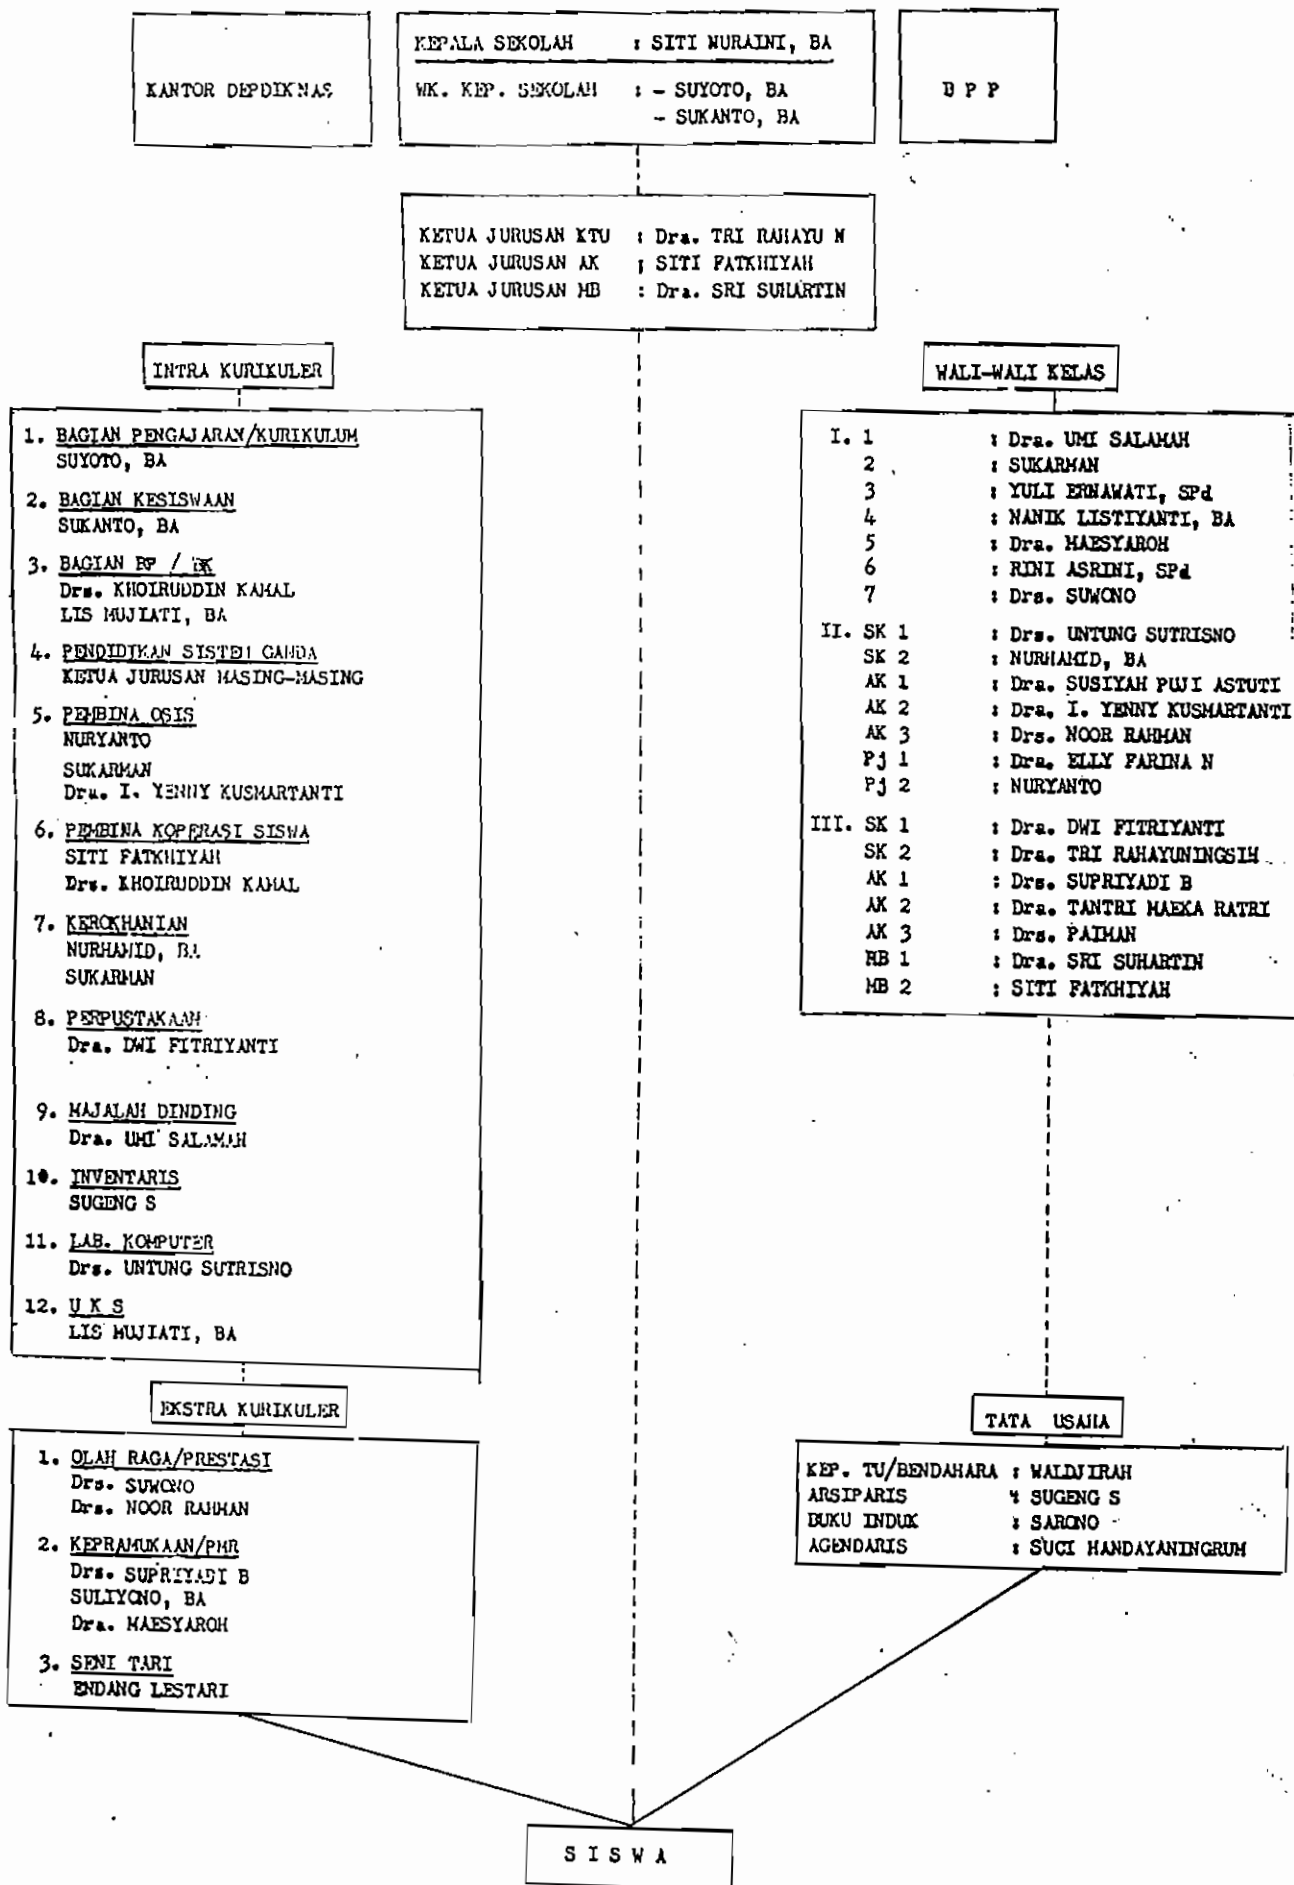 KANTOR DEPDIKNAS
KEPALA SEKOLAH : SITI NURAINI, BA
WK. KEP. SEKOLAH : - SUYOTO, BA
- SUKANTO, BA
B P P
KETUA JURUSAN KTU : Dra. TRI RAHAYU N
KETUA JURUSAN AK : SITI FATKHIYAH
KETUA JURUSAN MB : Dra. SRI SUHARTIN
INTRA KURIKULER
1. BAGIAN PENGAJARAN/KURIKULUM
SUYOTO, BA
2. BAGIAN KESISWAAN
SUKANTO, BA
3. BAGIAN BP / BK
Drs. KHOIRUDDIN KAMAL
LIS MUJIATI, BA
4. PENDIDIKAN SISTEM GANDA
KETUA JURUSAN MASING-MASING
5. PEMBINA OSIS
NURYANTO
SUKARMAN
Dra. I. YENNY KUSMARTANTI
6. PEMBINA KOPERASI SISWA
SITI FATKHIYAH
Drs. KHOIRUDDIN KAMAL
7. KEROKHANIAN
NURHAMID, BA
SUKARMAN
8. PERPUSTAKAAN
Dra. DWI FITRIYANTI
9. MAJALAH DINDING
Dra. UMI SALAMAH
10. INVENTARIS
SUGENG S
11. LAB. KOMPUTER
Drs. UNTUNG SUTRISNO
12. U K S
LIS MUJIATI, BA
EKSTRA KURIKULER
1. OLAH RAGA/PRESTASI
Drs. SUWONO
Drs. NOOR RAHMAN
2. KEPRAMUKAAN/PMR
Drs. SUPRIYADI B
SULIYONO, BA
Dra. MAESYAROH
3. SENI TARI
ENDANG LESTARI
WALI-WALI KELAS
I. 1 : Dra. UMI SALAMAH
2 : SUKARMAN
3 : YULI ERNAWATI, SPd
4 : NANIK LISTIYANTI, BA
5 : Dra. MAESYAROH
6 : RINI ASRINI, SPd
7 : Drs. SUWONO
II. SK 1 : Drs. UNTUNG SUTRISNO
SK 2 : NURHAMID, BA
AK 1 : Dra. SUSIYAH PUJI ASTUTI
AK 2 : Dra. I. YENNY KUSMARTANTI
AK 3 : Drs. NOOR RAHMAN
Pj 1 : Dra. ELLY FARINA N
Pj 2 : NURYANTO
III. SK 1 : Dra. DWI FITRIYANTI
SK 2 : Dra. TRI RAHAYUNINGSIH
AK 1 : Drs. SUPRIYADI B
AK 2 : Dra. TANTRI MAEKA RATRI
AK 3 : Drs. PAIMAN
MB 1 : Dra. SRI SUHARTIN
MB 2 : SITI FATKHIYAH
TATA USAHA
KEP. TU/BENDAHARA : WALDJIRAH
ARSIPARIS : SUGENG S
BUKU INDUK : SARONO
AGENDARIS : SUCI HANDAYANINGRUM
S I S W A